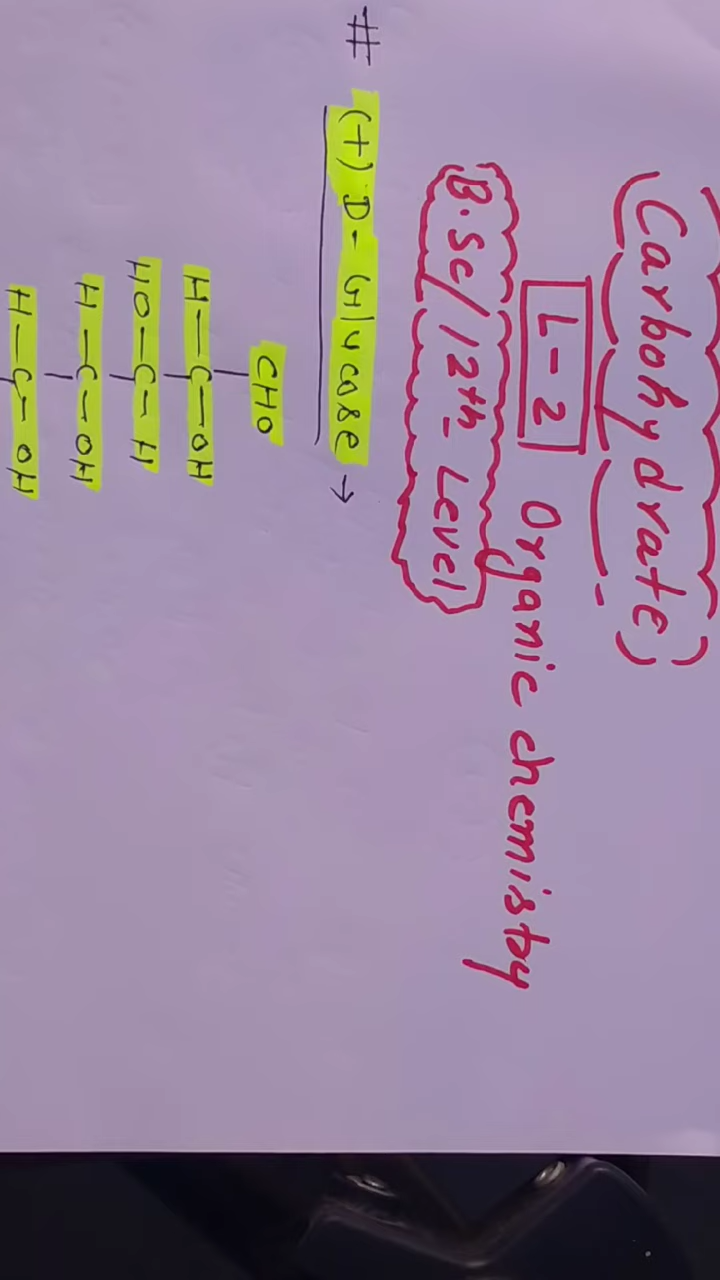 (Carbohydrate)
L-2 Organic chemistry
B.Sc/12th Level
# (+) D-Glucose →
CHO
H-C-OH
HO-C-H
H-C-OH
H-C-OH